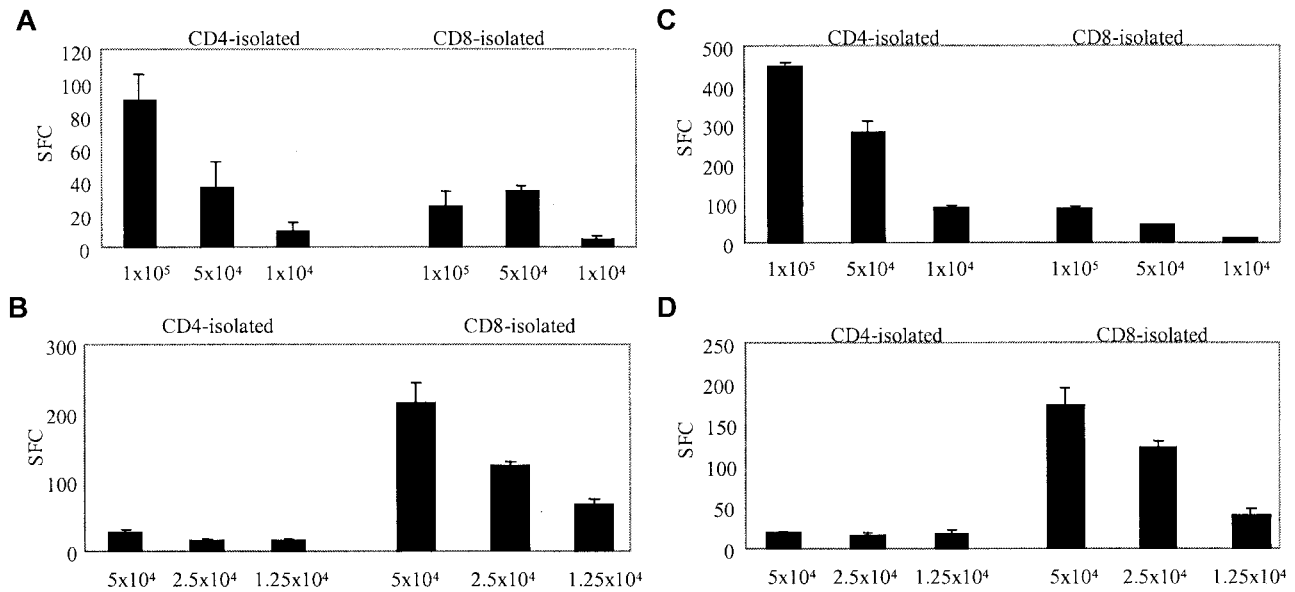 A
CD4-isolated CD8-isolated
120
100
80
60
40
20
0
SFC
1x10⁵ 5x10⁴ 1x10⁴ 1x10⁵ 5x10⁴ 1x10⁴
C
CD4-isolated CD8-isolated
500
400
300
200
100
0
SFC
1x10⁵ 5x10⁴ 1x10⁴ 1x10⁵ 5x10⁴ 1x10⁴
B
CD4-isolated CD8-isolated
300
200
100
0
SFC
5x10⁴ 2.5x10⁴ 1.25x10⁴ 5x10⁴ 2.5x10⁴ 1.25x10⁴
D
CD4-isolated CD8-isolated
250
200
150
100
50
0
SFC
5x10⁴ 2.5x10⁴ 1.25x10⁴ 5x10⁴ 2.5x10⁴ 1.25x10⁴